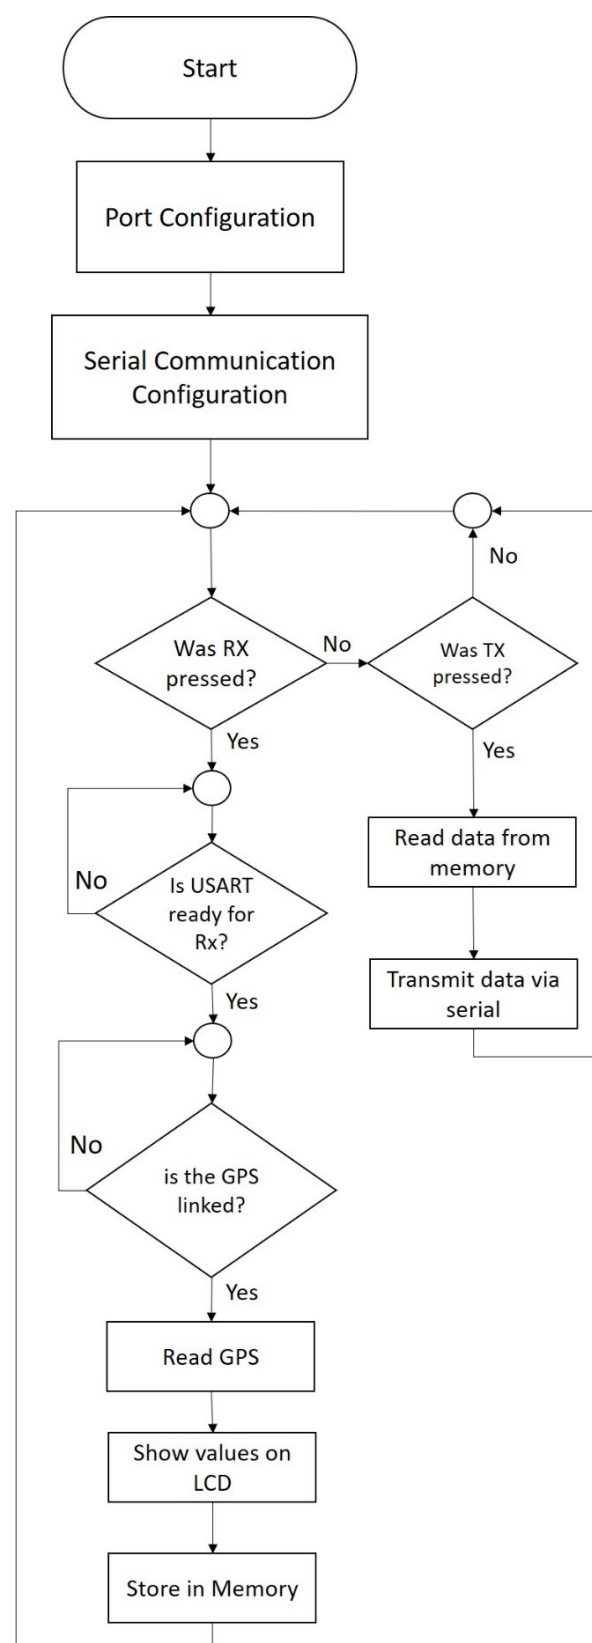 Start
Port Configuration
Serial Communication
Configuration
No
Was RX
pressed?
No
Was TX
pressed?
Yes
Yes
Read data from
memory
No
Is USART
ready for
Rx?
Transmit data via
serial
Yes
No
is the GPS
linked?
Yes
Read GPS
Show values on
LCD
Store in Memory